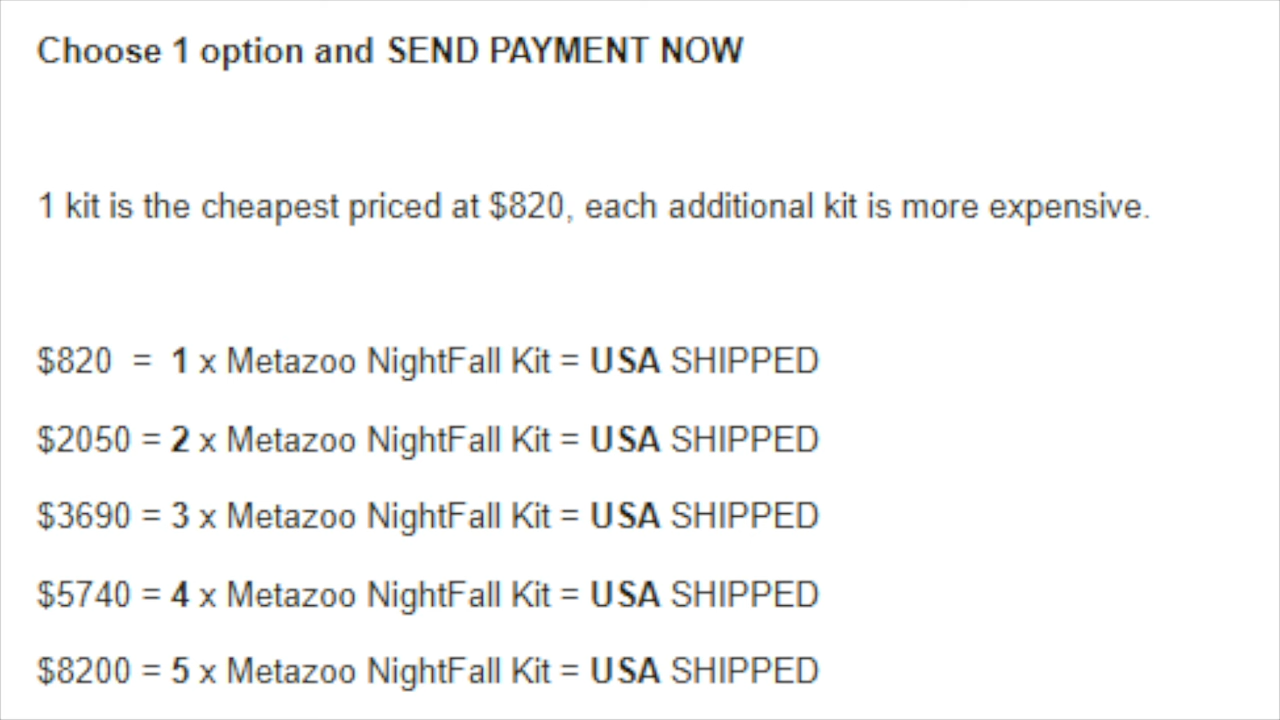 Choose 1 option and SEND PAYMENT NOW
1 kit is the cheapest priced at $820, each additional kit is more expensive.
$820 = 1 x Metazoo NightFall Kit = USA SHIPPED
$2050 = 2 x Metazoo NightFall Kit = USA SHIPPED
$3690 = 3 x Metazoo NightFall Kit = USA SHIPPED
$5740 = 4 x Metazoo NightFall Kit = USA SHIPPED
$8200 = 5 x Metazoo NightFall Kit = USA SHIPPED